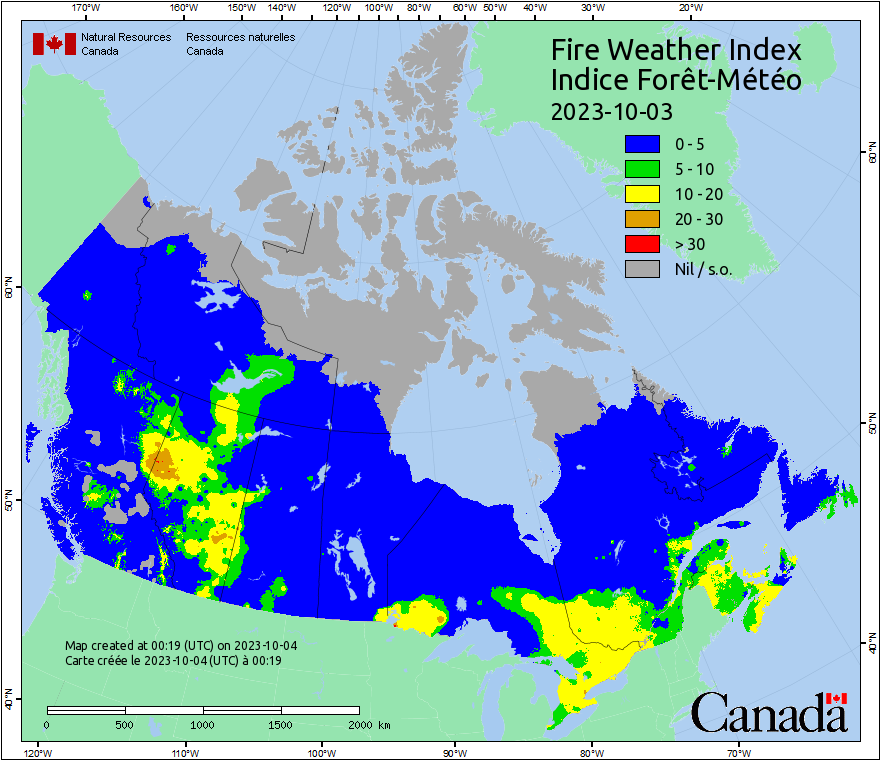 170°W 160°W 150°W 140°W 120°W 100°W 80°W 60°W 50°W 40°W 30°W 20°W
Natural Resources Ressources naturelles
Canada Canada
Fire Weather Index
Indice Forêt-Météo
2023-10-03
0 - 5
5 - 10
10 - 20
20 - 30
> 30
Nil / s.o.
60°N 60°N
50°N 50°N
40°N 40°N
Map created at 00:19 (UTC) on 2023-10-04
Carte créée le 2023-10-04 (UTC) à 00:19
0 500 1000 1500 2000 km
Canada
120°W 110°W 100°W 90°W 80°W 70°W